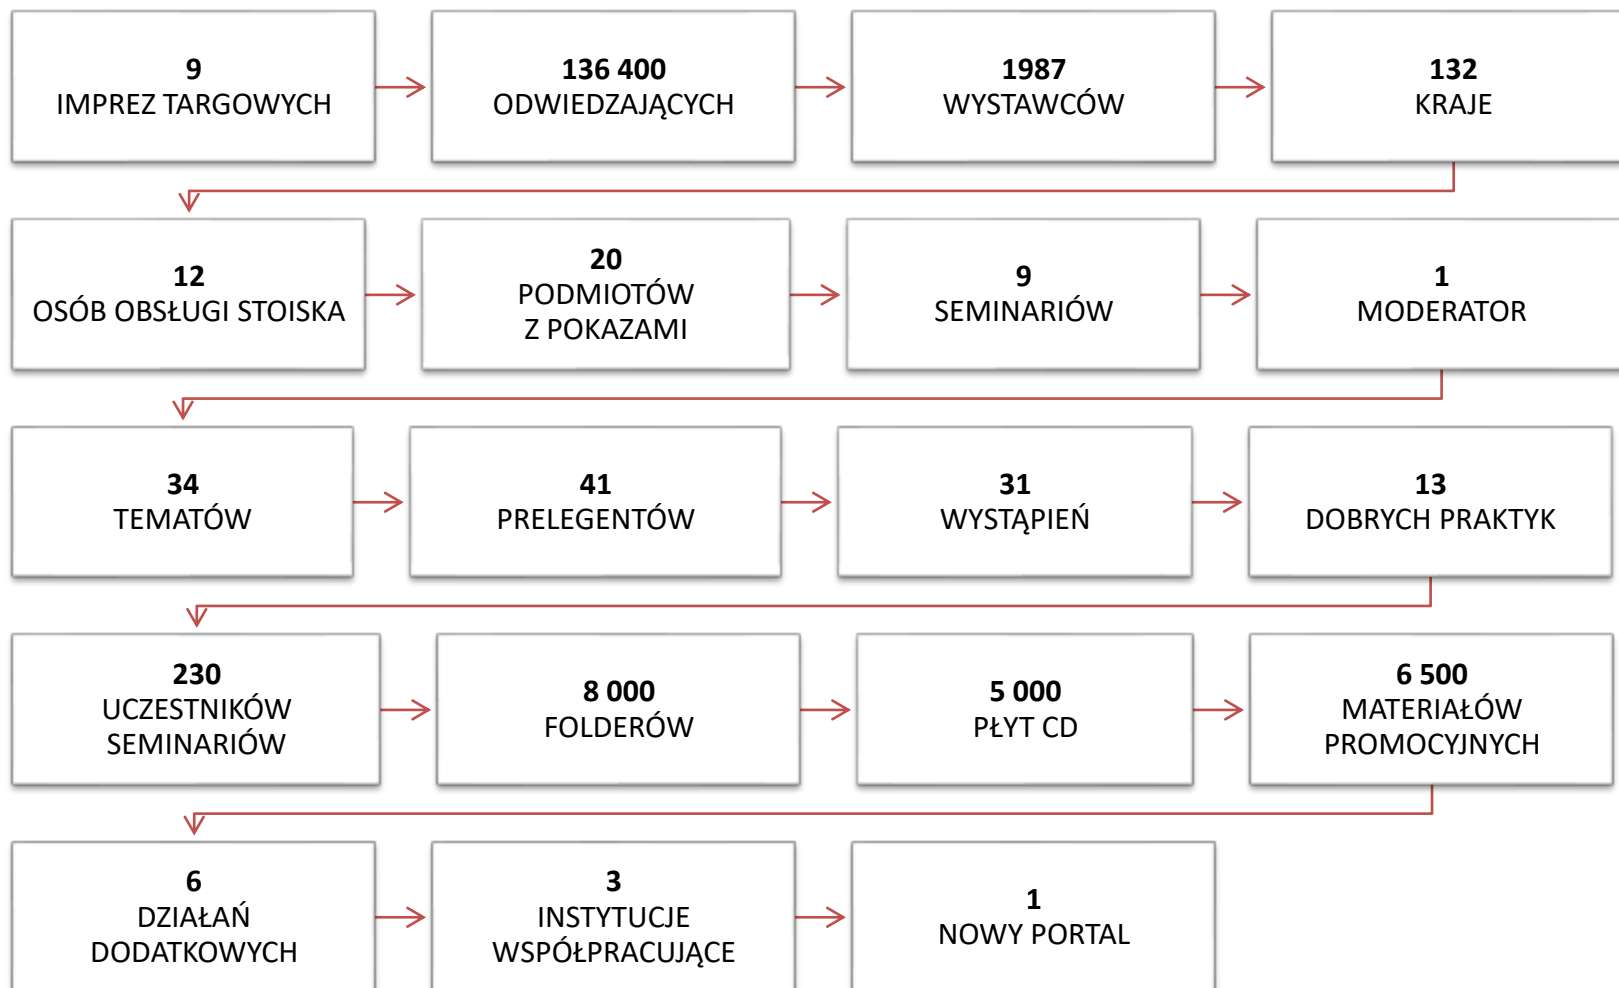 9
IMPREZ TARGOWYCH
136 400
ODWIEDZAJĄCYCH
1987
WYSTAWCÓW
132
KRAJE
12
OSÓB OBSŁUGI STOISKA
20
PODMIOTÓW
Z POKAZAMI
9
SEMINARIÓW
1
MODERATOR
34
TEMATÓW
41
PRELEGENTÓW
31
WYSTĄPIEŃ
13
DOBRYCH PRAKTYK
230
UCZESTNIKÓW
SEMINARIÓW
8 000
FOLDERÓW
5 000
PŁYT CD
6 500
MATERIAŁÓW
PROMOCYJNYCH
6
DZIAŁAŃ
DODATKOWYCH
3
INSTYTUCJE
WSPÓŁPRACUJĄCE
1
NOWY PORTAL